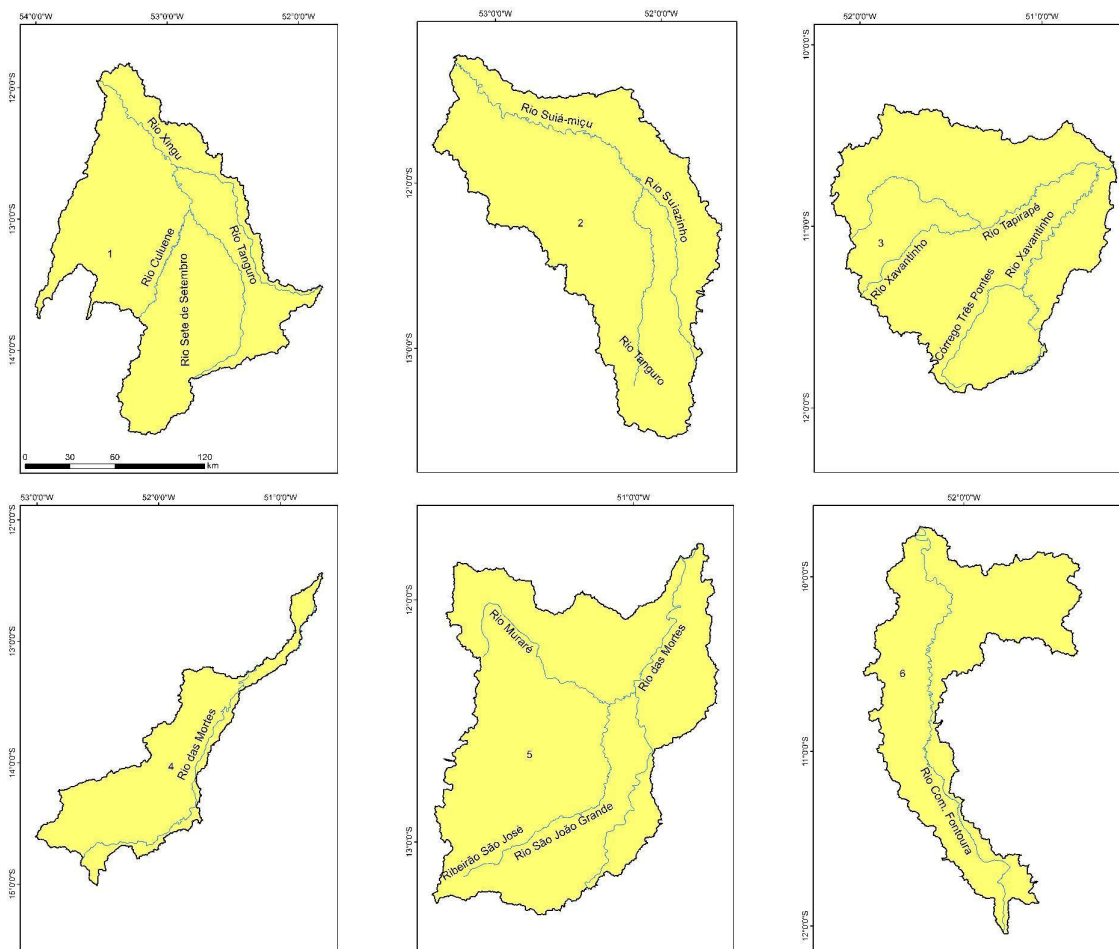 54°0'0"W 53°0'0"W 52°0'0"W
12°0'0"S
13°0'0"S
14°0'0"S
Rio Xingu
Rio Tanguro
Rio Culuene
Rio Sete de Setembro
1
0 30 60 120
km
53°0'0"W 52°0'0"W
12°0'0"S
13°0'0"S
Rio Suiá-miçu
Rio Suiazinho
2
Rio Tanguro
52°0'0"W 51°0'0"W
10°0'0"S
11°0'0"S
12°0'0"S
Rio Tapirapé
3
Rio Xavantinho
Rio Xavantinho
Córrego Três Pontes
53°0'0"W 52°0'0"W 51°0'0"W
12°0'0"S
13°0'0"S
14°0'0"S
15°0'0"S
Rio das Mortes
4
51°0'0"W
12°0'0"S
13°0'0"S
Rio Muraré
Rio das Mortes
5
Ribeirão São José
Rio São João Grande
52°0'0"W
10°0'0"S
11°0'0"S
12°0'0"S
6
Rio Com. Fontoura